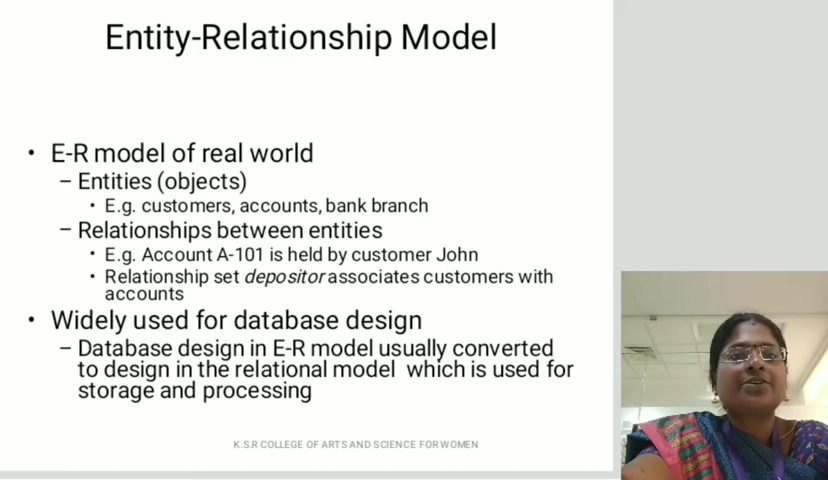 Entity-Relationship Model
• E-R model of real world
– Entities (objects)
• E.g. customers, accounts, bank branch
– Relationships between entities
• E.g. Account A-101 is held by customer John
• Relationship set depositor associates customers with
accounts
• Widely used for database design
– Database design in E-R model usually converted
to design in the relational model which is used for
storage and processing
K.S.R COLLEGE OF ARTS AND SCIENCE FOR WOMEN